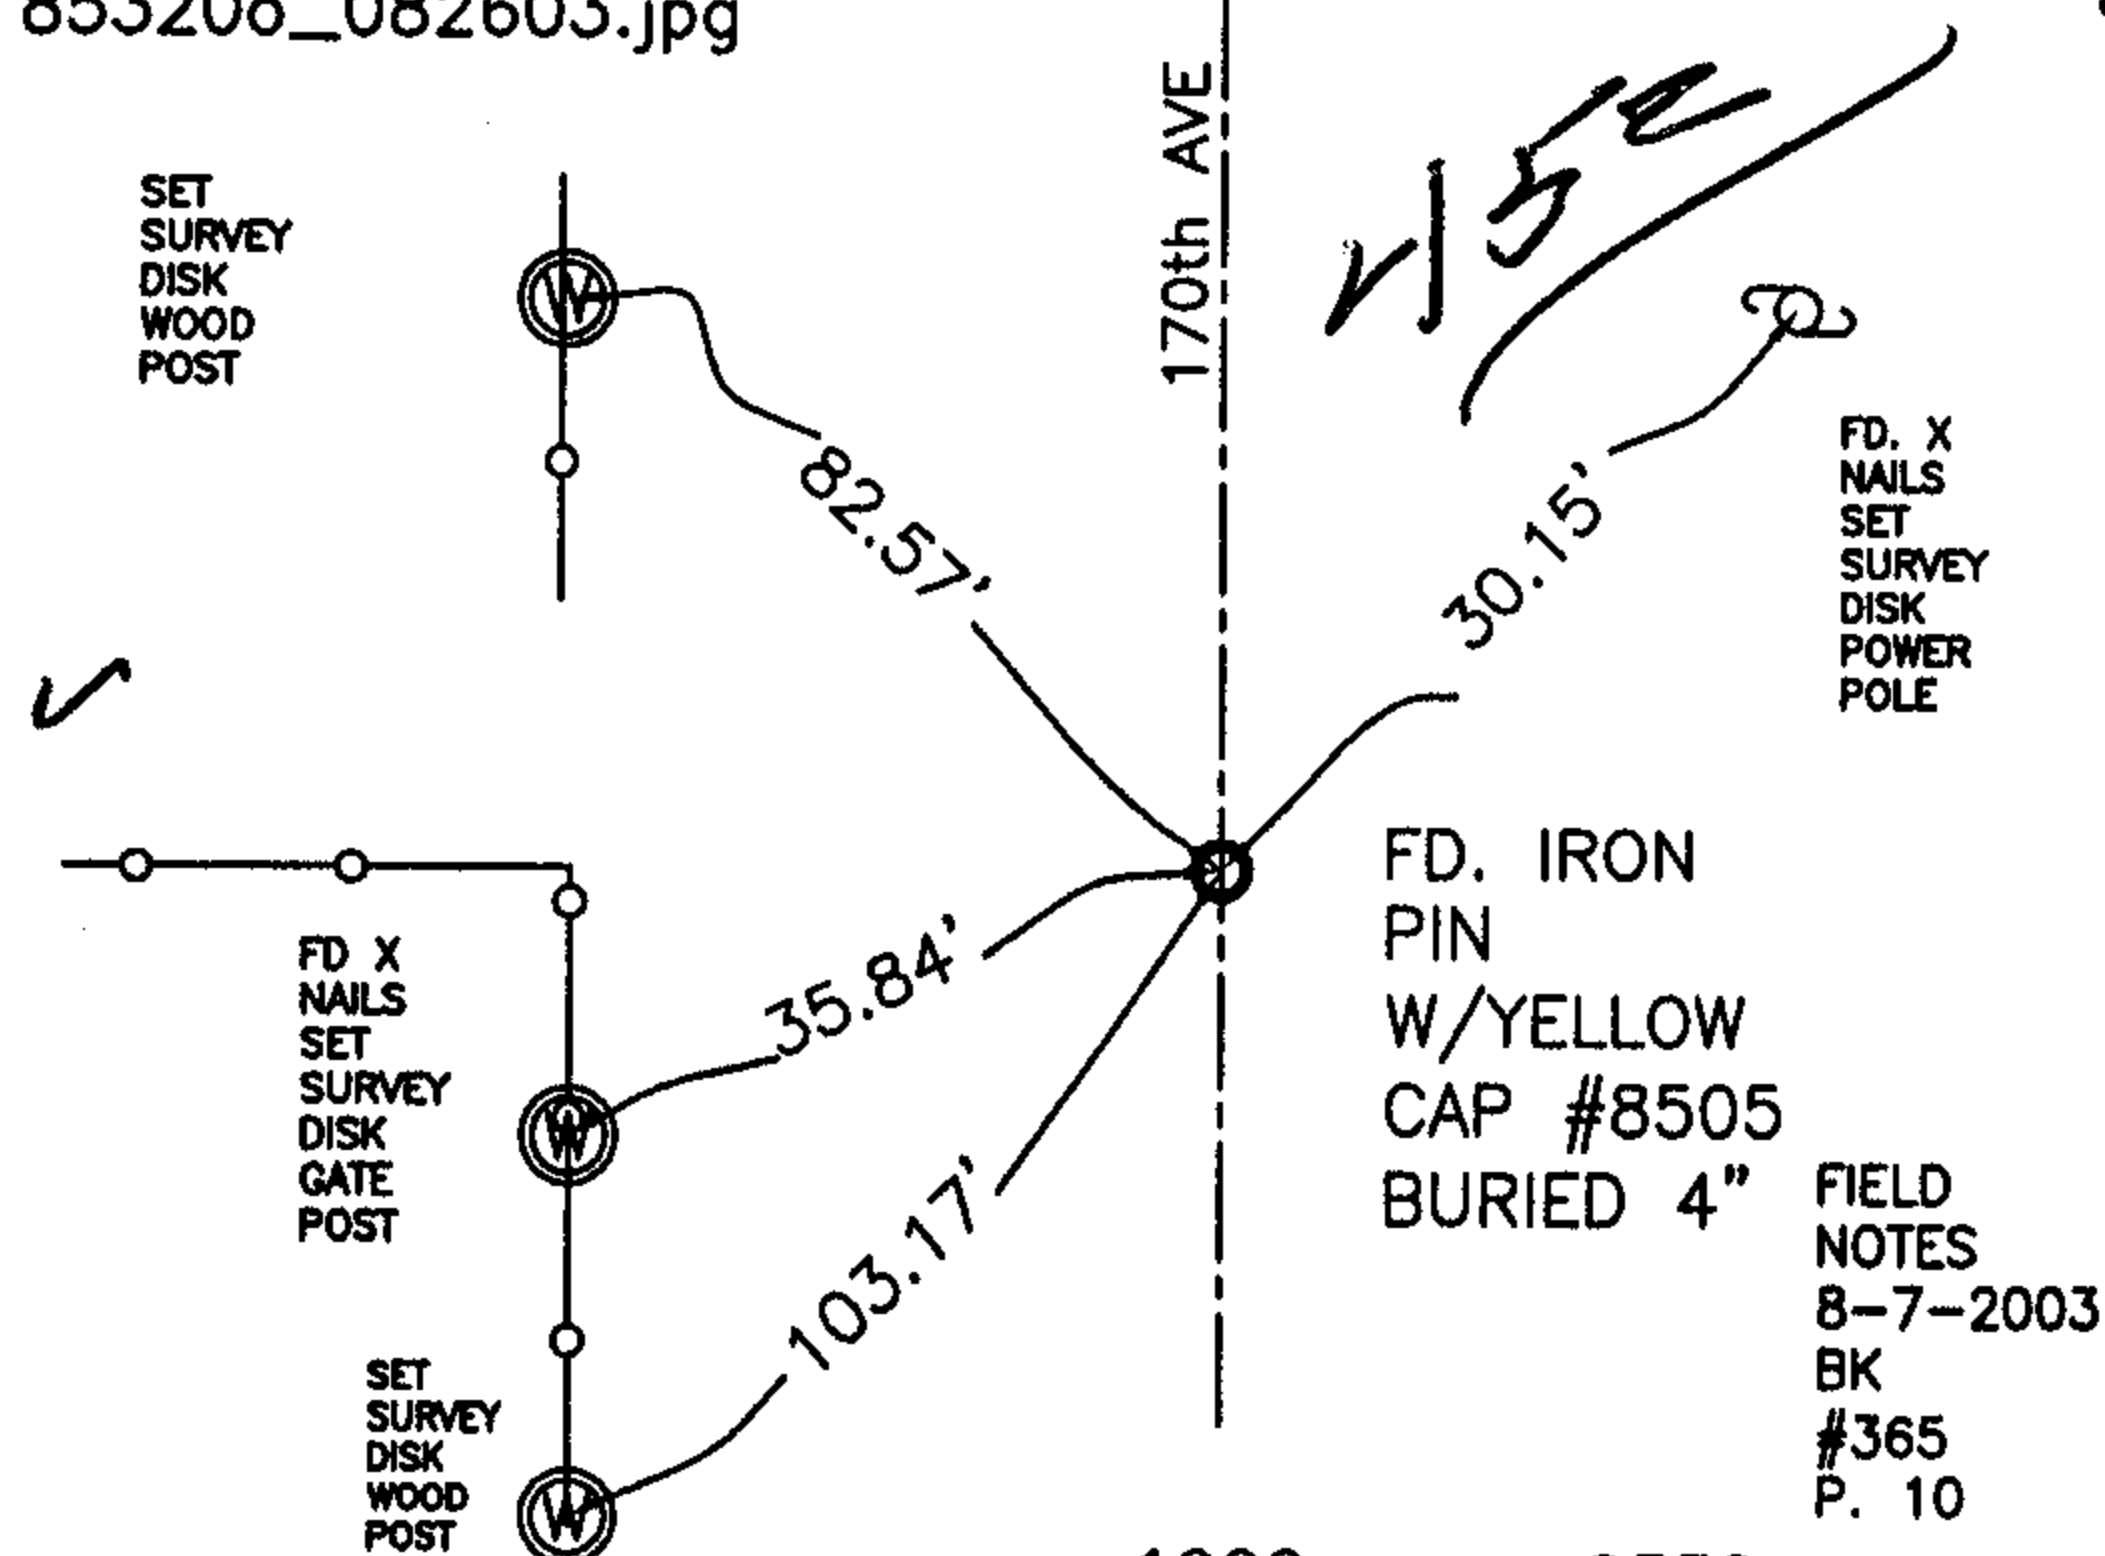 853208_082603.jpg
170th AVE
SET
SURVEY
DISK
WOOD
POST
82.57'
30.15'
FD. X
NAILS
SET
SURVEY
DISK
POWER
POLE
FD. IRON
PIN
W/YELLOW
CAP #8505
BURIED 4"
FD X
NAILS
SET
SURVEY
DISK
GATE
POST
35.84'
103.17'
SET
SURVEY
DISK
WOOD
POST
FIELD
NOTES
8-7-2003
BK
#365
P. 10